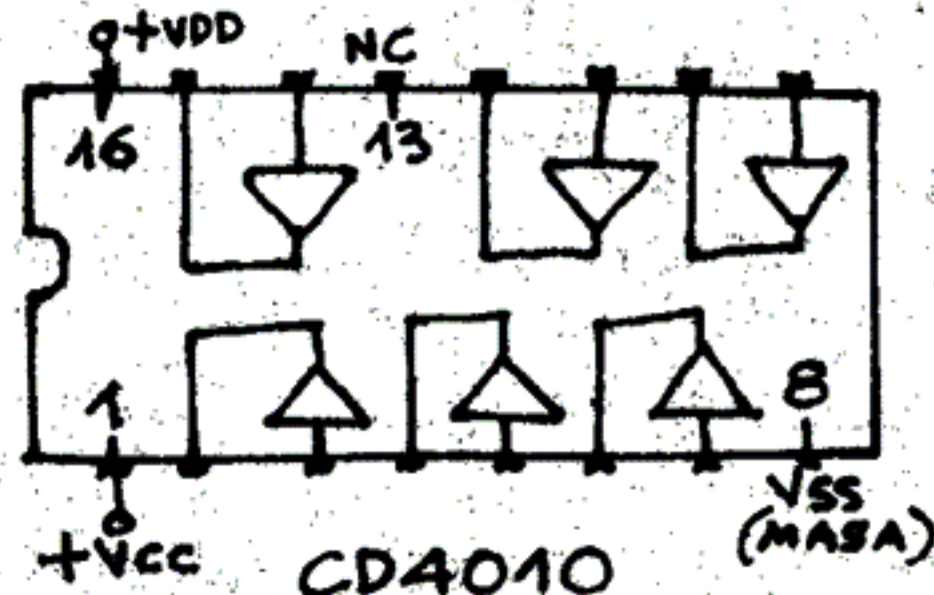 +VDD
NC
16
13
1
8
+VCC
VSS
(MASA)
CD4010